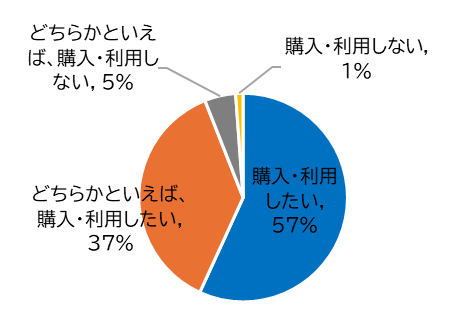 どちらかといえ
ば、購入・利用し
ない, 5%
購入・利用しない,
1%
購入・利用
したい,
57%
どちらかといえば、
購入・利用したい,
37%